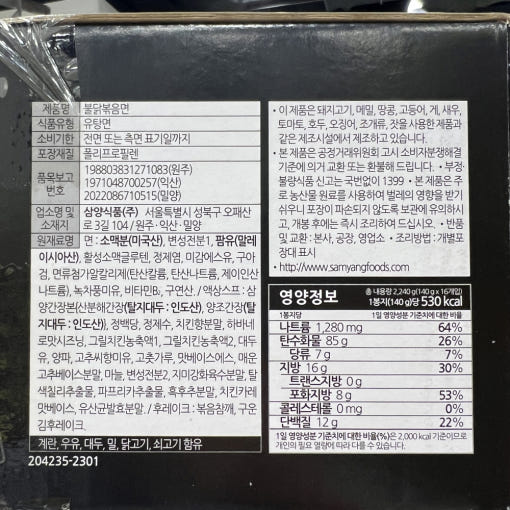 제품명 불닭볶음면
식품유형 유탕면
소비기한 전면 또는 측면 표기일까지
포장재질 폴리프로필렌
품목보고번호 198803831271083(원주)
1971048700257(익산)
2022086710515(밀양)
업소명 및 소재지 삼양식품(주) 서울특별시 성북구 오패산
로3길 104 / 원주·익산·밀양
원재료명 면 : 소맥분(미국산), 변성전분1, 팜유(말레
이시아산), 활성소맥글루텐, 정제염, 미감에스유, 구아
검, 면류첨가알칼리제(탄산칼륨, 탄산나트륨, 제이인산
나트륨), 녹차풍미유, 비타민B₂, 구연산 / 액상스프 : 삼
양간장분(산분해간장(탈지대두 : 인도산), 양조간장(탈
지대두 : 인도산)), 정백당, 정제수, 치킨향분말, 하바네
로맛시즈닝, 그릴치킨농축액1, 그릴치킨농축액2, 대두
유, 양파, 고추씨향미유, 고춧가루, 맛베이스에스, 매운
고추베이스분말, 마늘, 변성전분2, 지미강화육수분말, 탈
색칠리추출물, 파프리카추출물, 흑후추분말, 치킨카레
맛베이스, 유산균발효분말. / 후레이크 : 볶음참깨, 구운
김후레이크.
계란, 우유, 대두, 밀, 닭고기, 쇠고기 함유
204235-2301
• 이 제품은 돼지고기, 메밀, 땅콩, 고등어, 게, 새우,
토마토, 호두, 오징어, 조개류, 잣을 사용한 제품과
같은 제조시설에서 제조하고 있습니다.
• 본 제품은 공정거래위원회 고시 소비자분쟁해결
기준에 의거 교환 또는 환불해 드립니다. • 부정·
불량식품 신고는 국번없이 1399 • 본 제품은 주
로 농산물 원료를 사용하여 벌레의 영향을 받기
쉬우니 포장이 파손되지 않도록 보관에 유의하시
고, 개봉 후에는 즉시 조리하여 드십시오. • 반품
및 교환 : 본사, 공장, 영업소 • 조리방법 : 개별포
장에 표시
• http://www.samyangfoods.com
영양정보 총 내용량 2,240 g(140 g x 16개입)
1봉지(140 g)당 530 kcal
1봉지당 1일 영양성분 기준치에 대한 비율
나트륨 1,280 mg 64%
탄수화물 85 g 26%
당류 7 g 7%
지방 16 g 30%
트랜스지방 0 g
포화지방 8 g 53%
콜레스테롤 0 mg 0%
단백질 12 g 22%
1일 영양성분 기준치에 대한 비율(%)은 2,000 kcal 기준이므로
개인의 필요 열량에 따라 다를 수 있습니다.